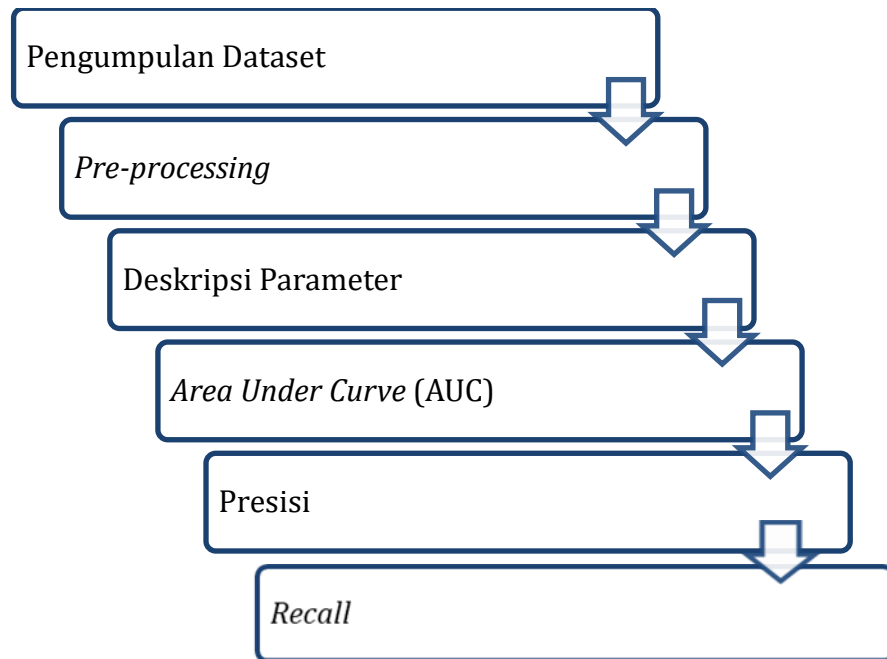 Pengumpulan Dataset
Pre-processing
Deskripsi Parameter
Area Under Curve (AUC)
Presisi
Recall